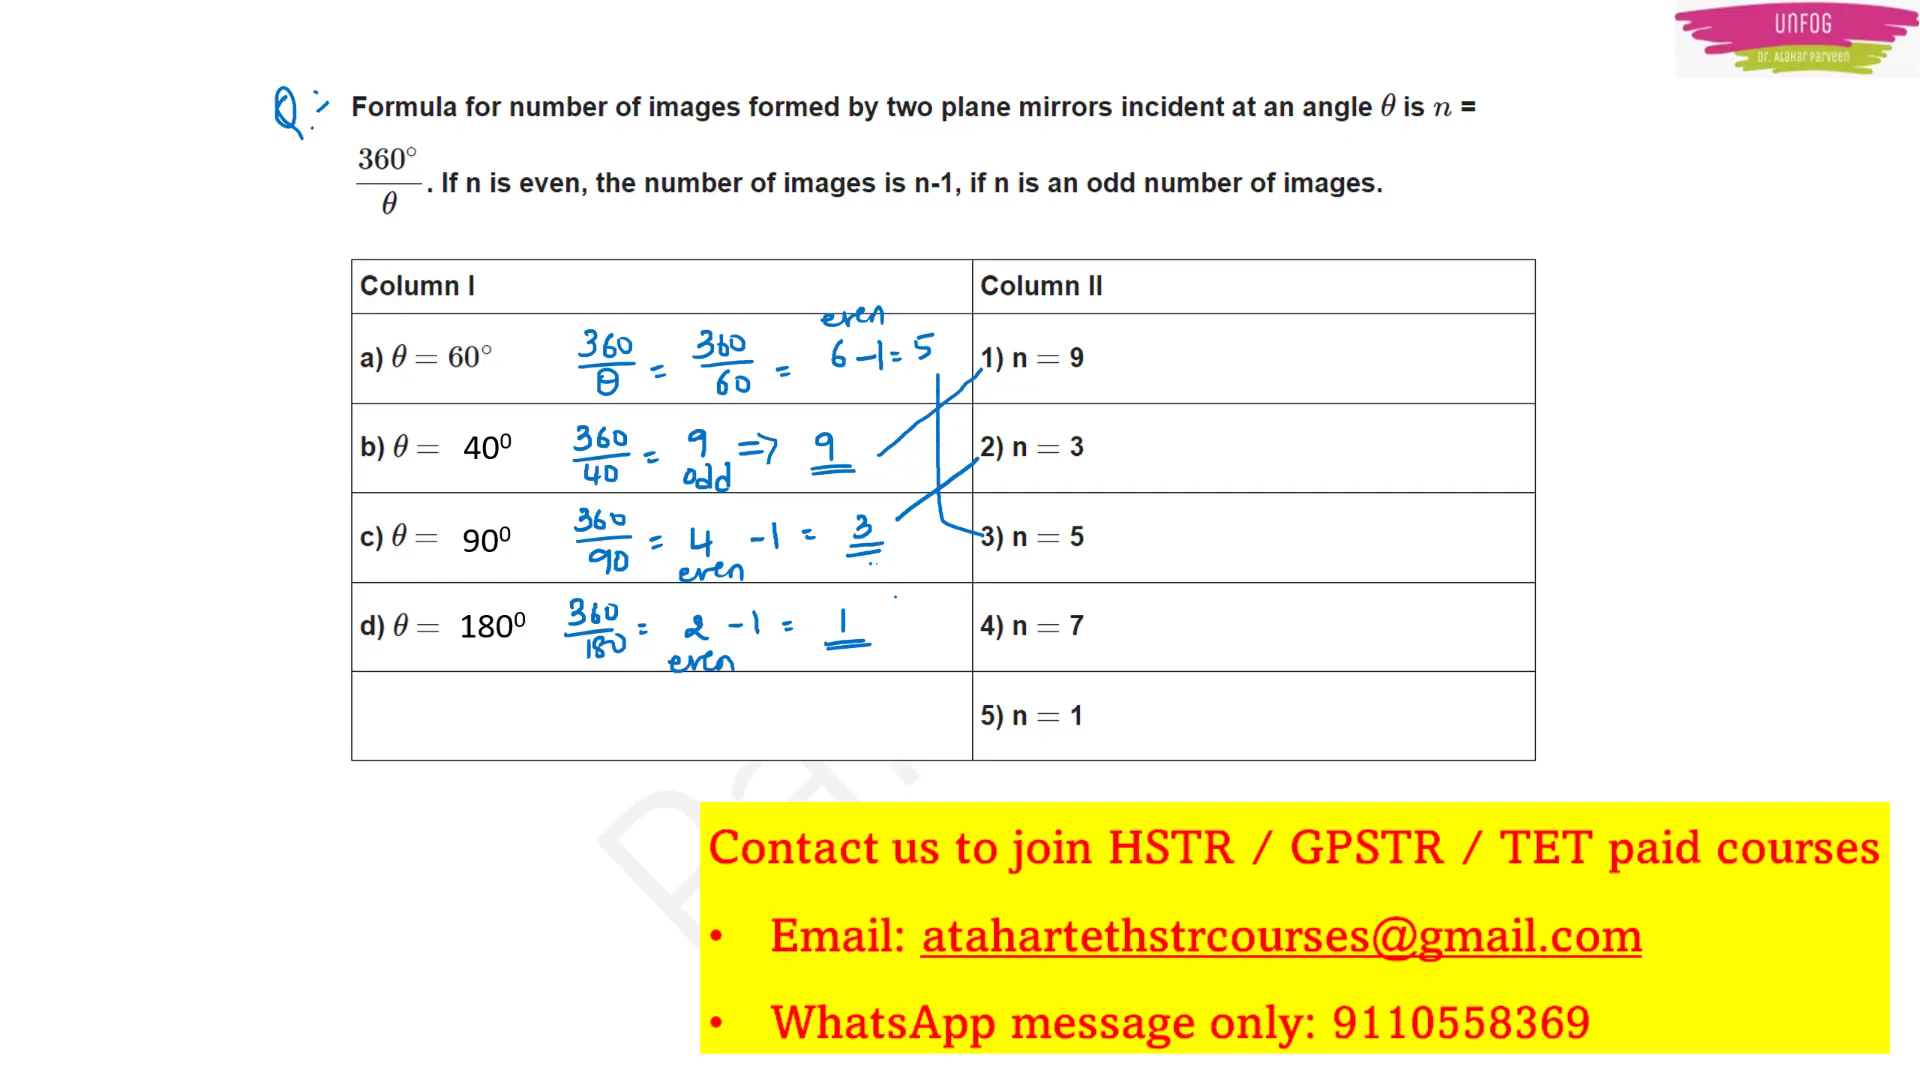 UNFOG
Dr. Atahar Parveen
Q:- Formula for number of images formed by two plane mirrors incident at an angle θ is n =
360°/θ . If n is even, the number of images is n-1, if n is an odd number of images.
Column I Column II
even
a) θ = 60° 360/θ = 360/60 = 6 - 1 = 5 1) n = 9
b) θ = 40⁰ 360/40 = 9 ⇒ 9 2) n = 3
odd
c) θ = 90⁰ 360/90 = 4 - 1 = 3 3) n = 5
even
d) θ = 180⁰ 360/180 = 2 - 1 = 1 4) n = 7
even
5) n = 1
Contact us to join HSTR / GPSTR / TET paid courses
• Email: atahartethstrcourses@gmail.com
• WhatsApp message only: 9110558369